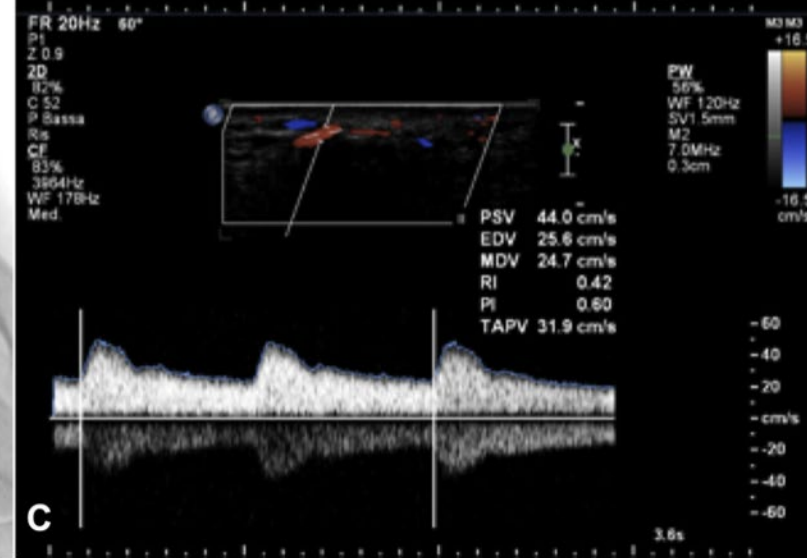 FR 20Hz 60°
P1
Z 0.9
2D
82%
C 52
P Bassa
Ris
CF
83%
3964Hz
WF 178Hz
Med.
M3 M3
+16.5
-16.5
cm/s
PW
56%
WF 120Hz
SV1.5mm
M2
7.0MHz
0.3cm
x
PSV 44.0 cm/s
EDV 25.6 cm/s
MDV 24.7 cm/s
RI 0.42
PI 0.60
TAPV 31.9 cm/s
60
40
20
cm/s
-20
-40
-60
C
3.6s